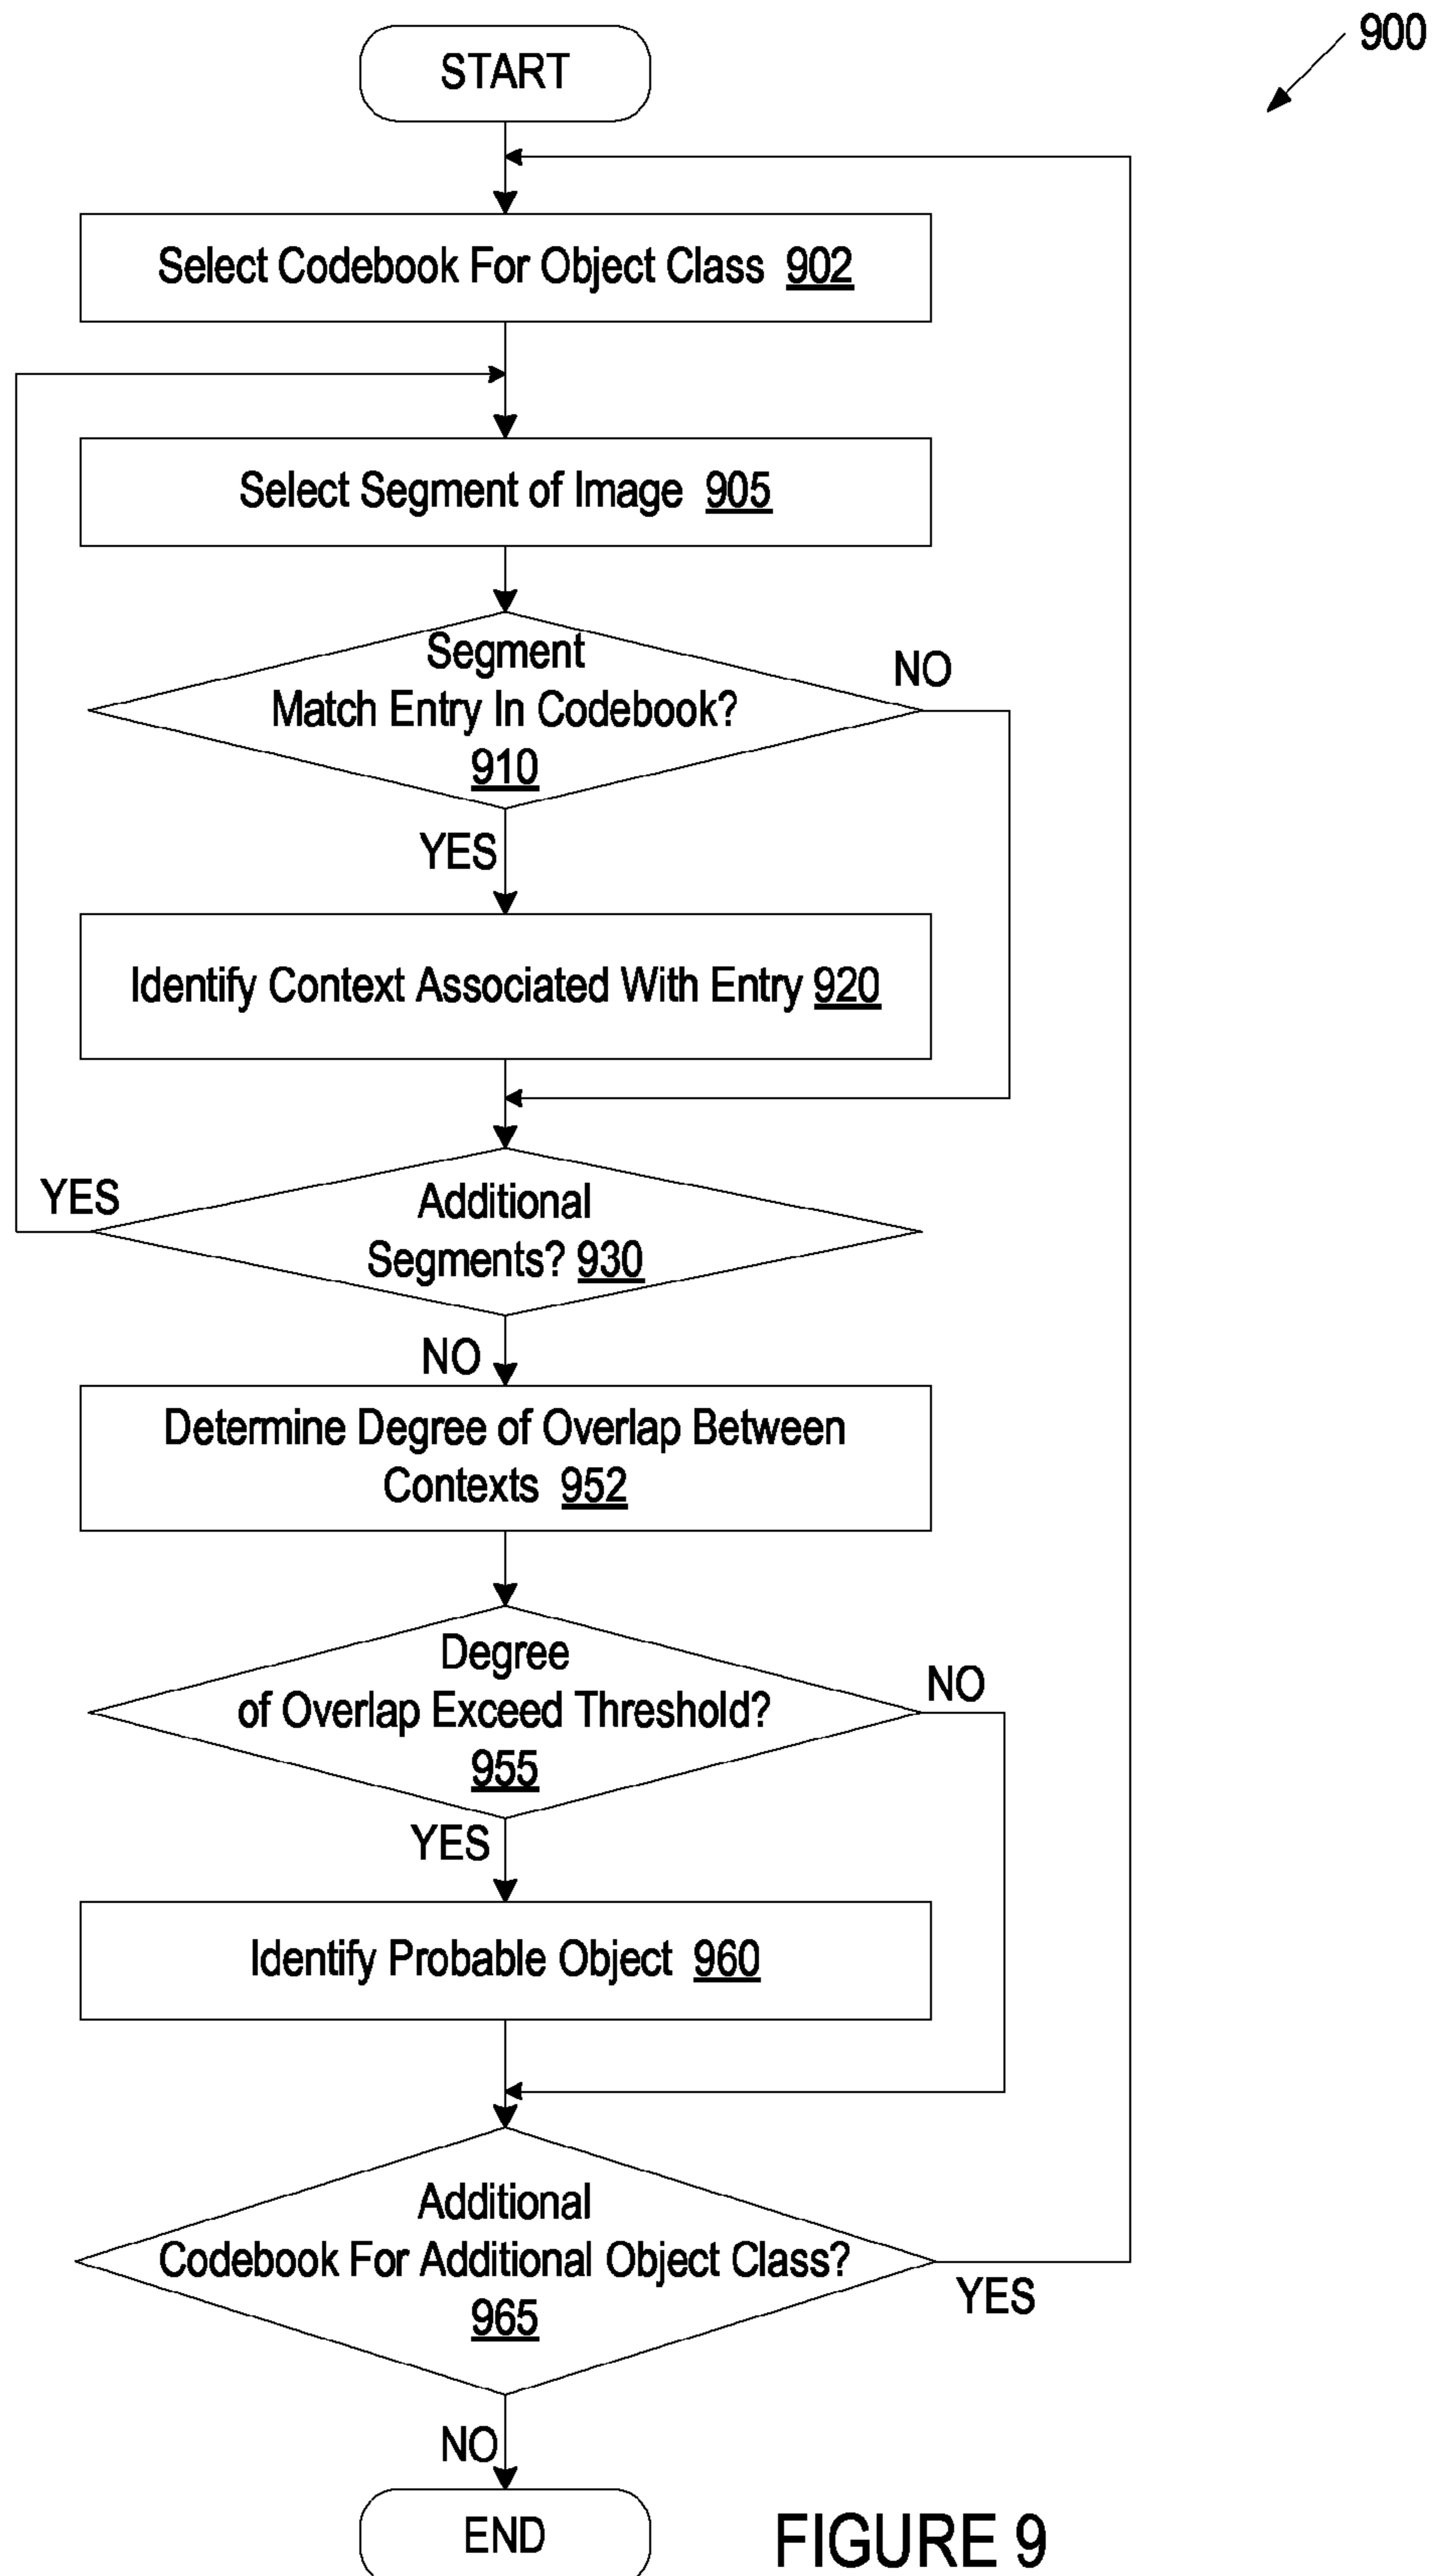 900
START
Select Codebook For Object Class 902
Select Segment of Image 905
Segment
Match Entry In Codebook?
910
NO
YES
Identify Context Associated With Entry 920
YES
Additional
Segments? 930
NO
Determine Degree of Overlap Between
Contexts 952
Degree
of Overlap Exceed Threshold?
955
NO
YES
Identify Probable Object 960
Additional
Codebook For Additional Object Class?
965
YES
NO
END
FIGURE 9